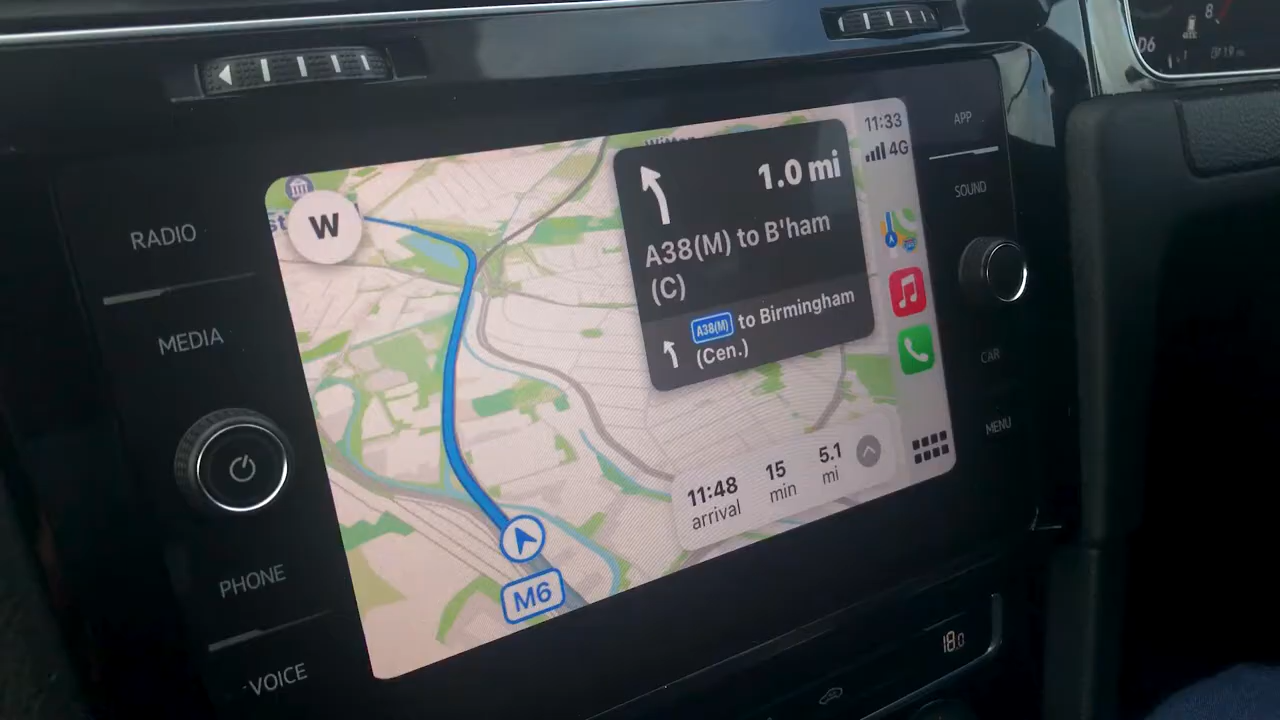 RADIO
MEDIA
PHONE
VOICE
W
M6
1.0 mi
A38(M) to B'ham
(C)
A38(M) to Birmingham
(Cen.)
11:48
arrival
15
min
5.1
mi
11:33
4G
APP
SOUND
CAR
MENU
18.0
8